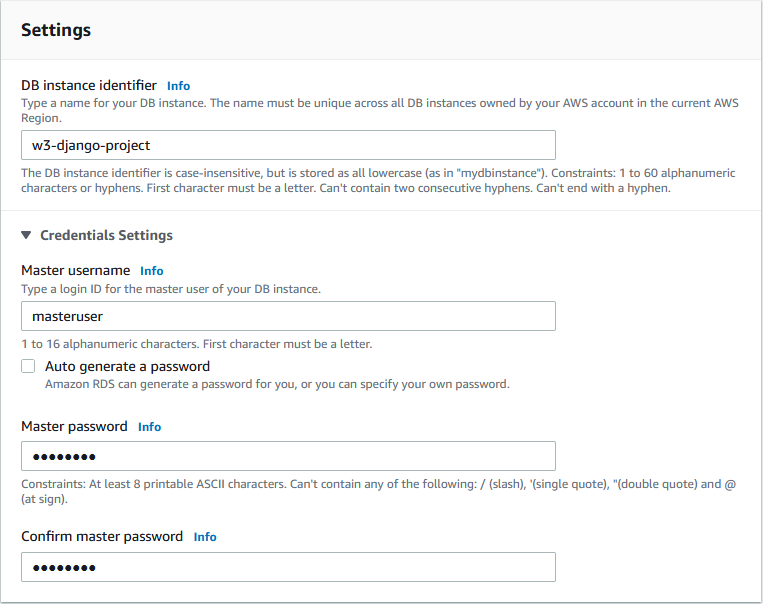 Settings
DB instance identifier Info
Type a name for your DB instance. The name must be unique across all DB instances owned by your AWS account in the current AWS
Region.
w3-django-project
The DB instance identifier is case-insensitive, but is stored as all lowercase (as in "mydbinstance"). Constraints: 1 to 60 alphanumeric
characters or hyphens. First character must be a letter. Can't contain two consecutive hyphens. Can't end with a hyphen.
Credentials Settings
Master username Info
Type a login ID for the master user of your DB instance.
masteruser
1 to 16 alphanumeric characters. First character must be a letter.
Auto generate a password
Amazon RDS can generate a password for you, or you can specify your own password.
Master password Info
••••••••
Constraints: At least 8 printable ASCII characters. Can't contain any of the following: / (slash), '(single quote), "(double quote) and @
(at sign).
Confirm master password Info
••••••••